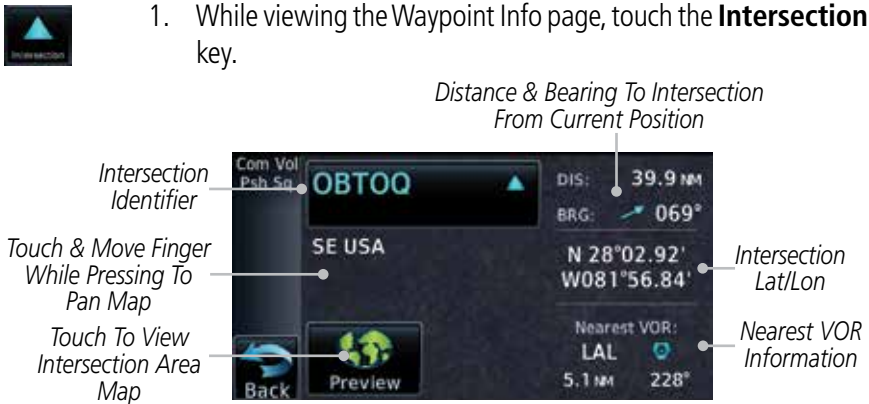 1. While viewing the Waypoint Info page, touch the Intersection
key.
Intersection
Distance & Bearing To Intersection
From Current Position
Intersection
Identifier
Touch & Move Finger
While Pressing To
Pan Map
Touch To View
Intersection Area
Map
Com Vol
Psh Sq
OBTOQ
SE USA
Back
Preview
DIS: 39.9 NM
BRG: 069°
N 28°02.92'
W081°56.84'
Nearest VOR:
LAL
5.1 NM 228°
Intersection
Lat/Lon
Nearest VOR
Information